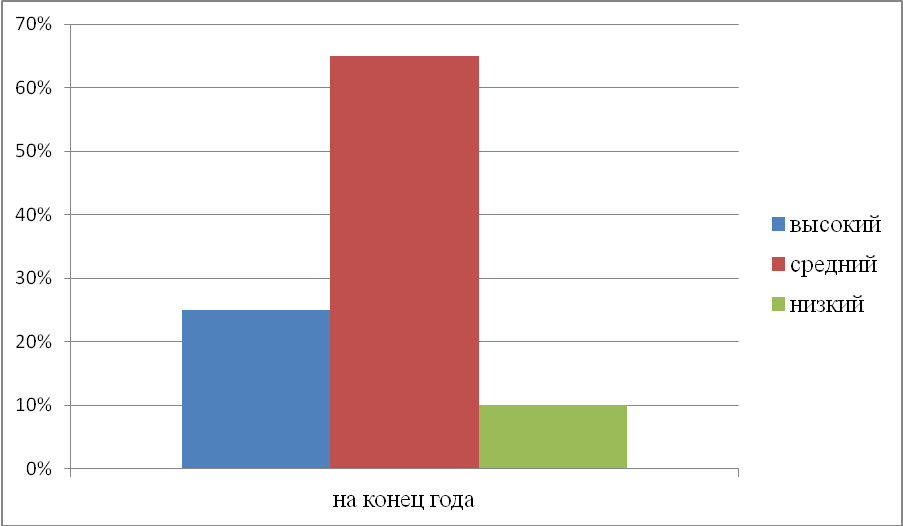 70%
60%
50%
40%
30%
20%
10%
0%
на конец года
высокий
средний
низкий